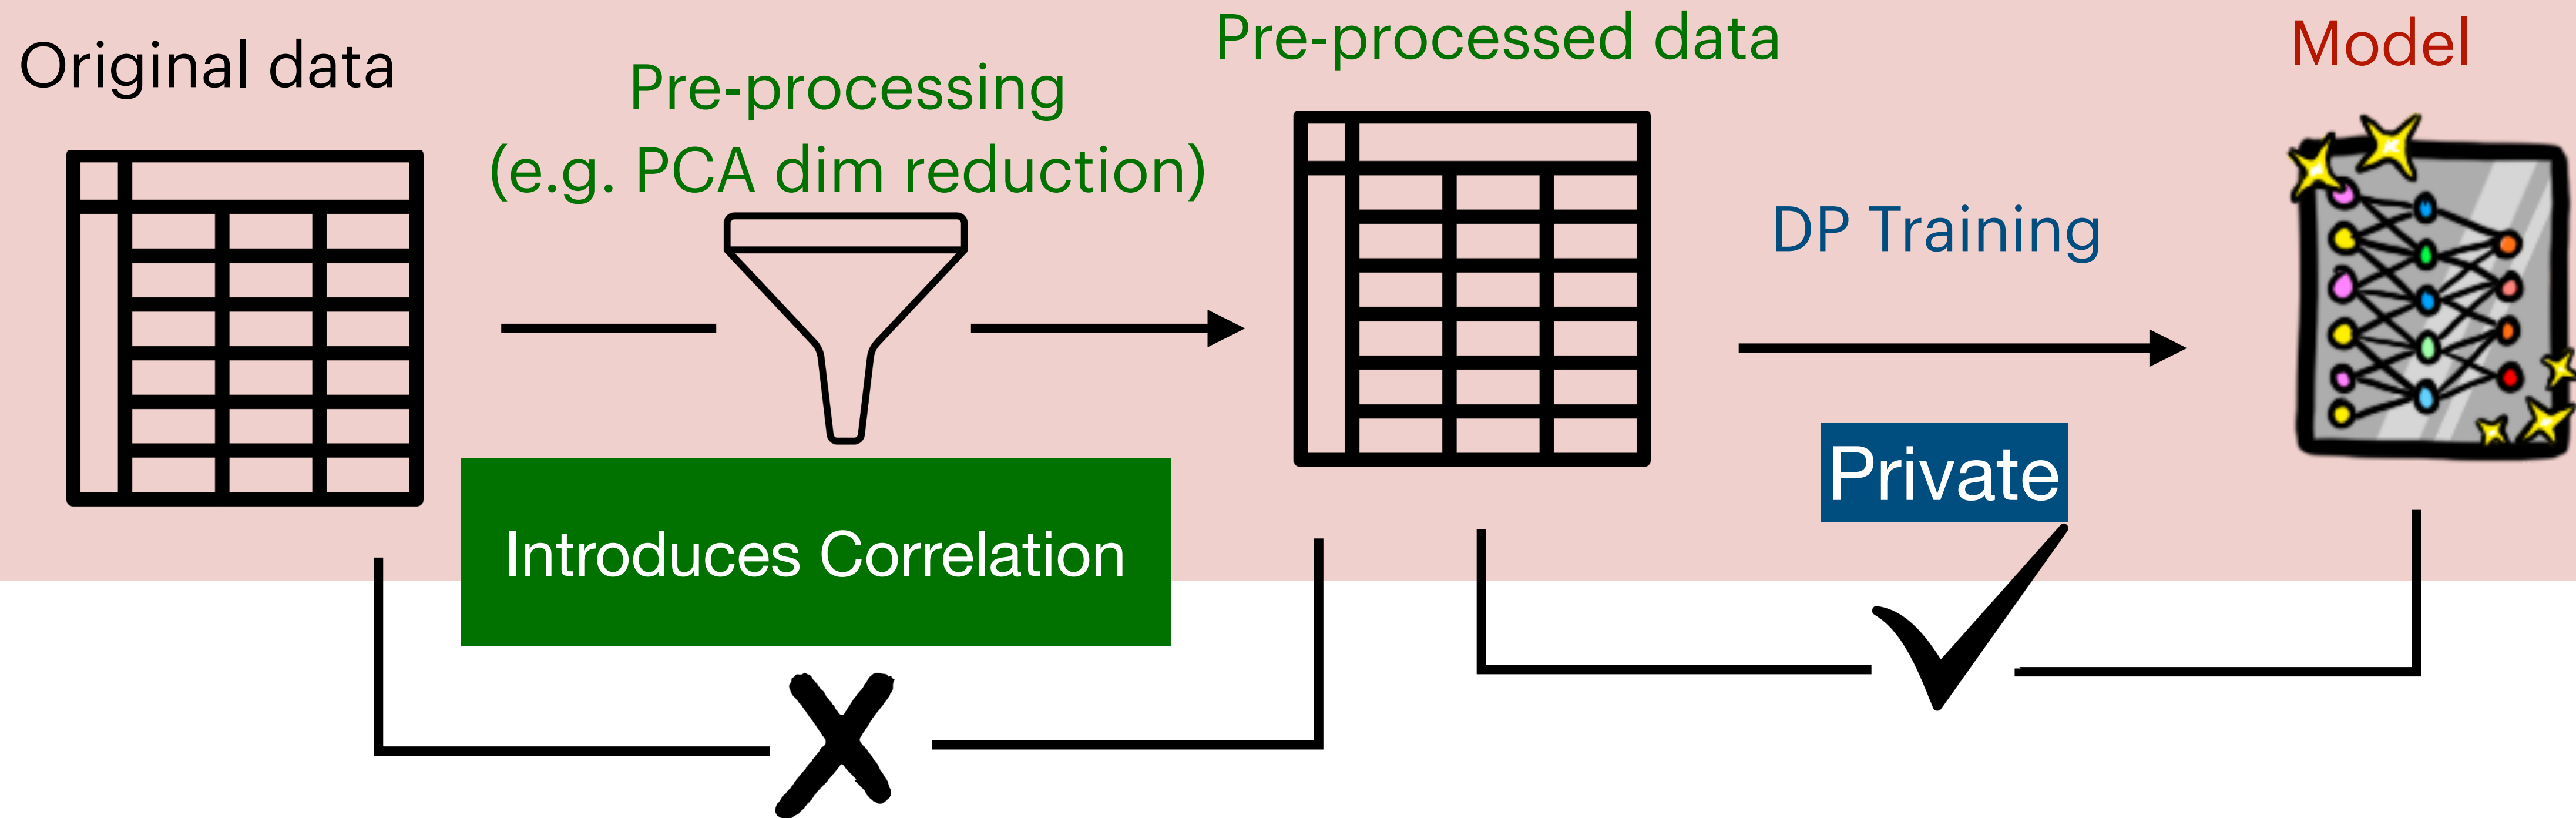 Original data
Pre-processing
(e.g. PCA dim reduction)
Introduces Correlation
Pre-processed data
DP Training
Private
Model